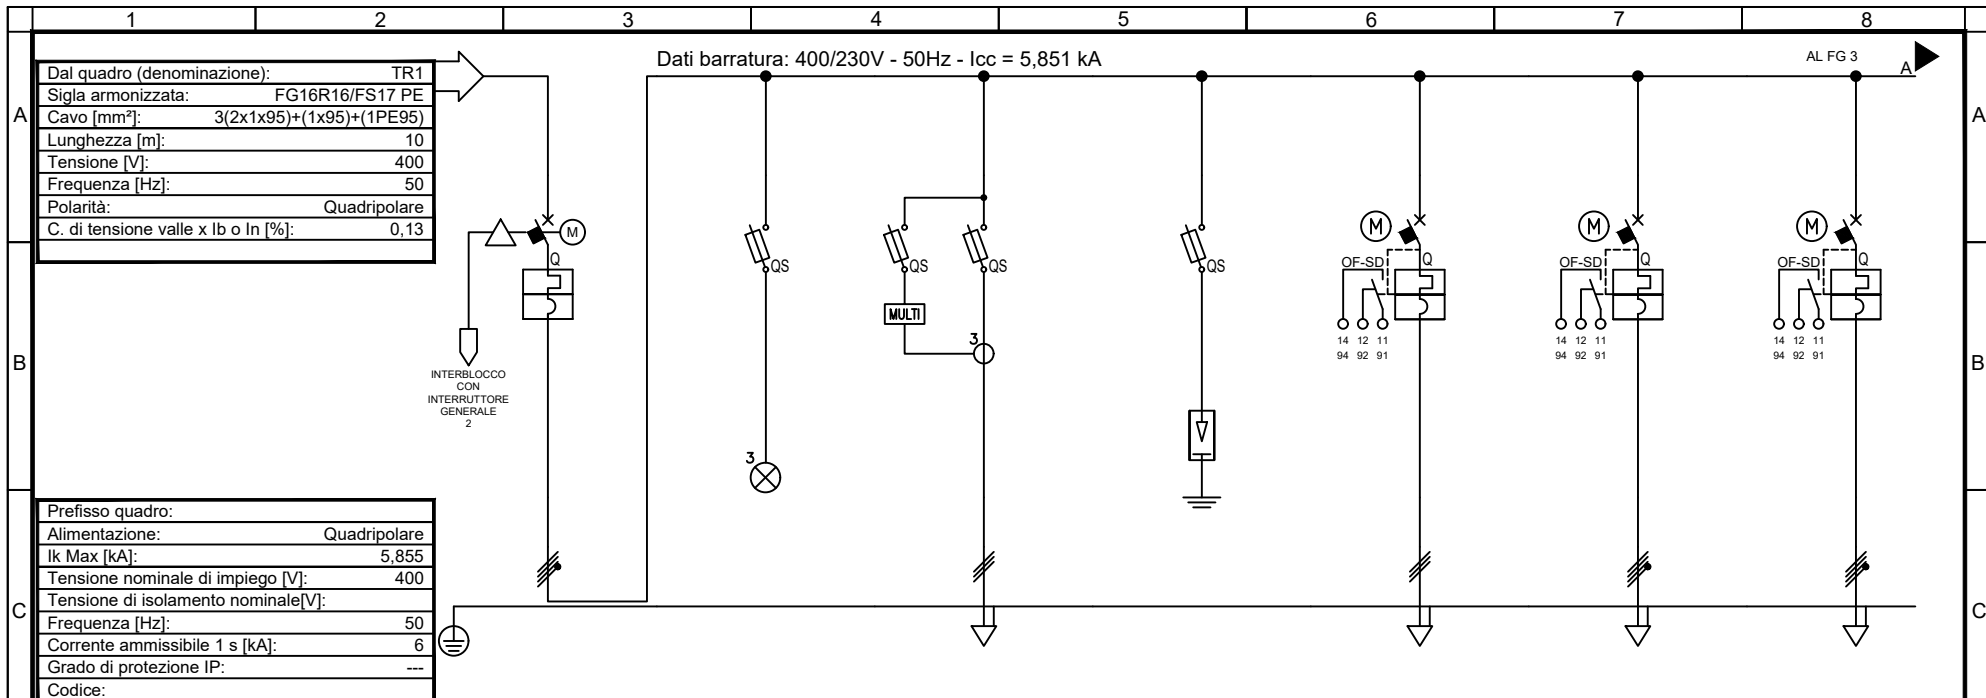 1 2 3 4 5 6 7 8
Dati barratura: 400/230V - 50Hz - Icc = 5,851 kA
AL FG 3
A
A
A
Dal quadro (denominazione): TR1
Sigla armonizzata: FG16R16/FS17 PE
Cavo [mm²]: 3(2x1x95)+(1x95)+(1PE95)
Lunghezza [m]: 10
Tensione [V]: 400
Frequenza [Hz]: 50
Polarità: Quadripolare
C. di tensione valle x Ib o In [%]: 0,13
M
M
M
M
Q
QS
QS
QS
QS
OF-SD
Q
OF-SD
Q
OF-SD
Q
MULTI
3
14 12 11
94 92 91
14 12 11
94 92 91
14 12 11
94 92 91
B
B
INTERBLOCCO
CON
INTERRUTTORE
GENERALE
2
3
Prefisso quadro:
Alimentazione: Quadripolare
Ik Max [kA]: 5,855
Tensione nominale di impiego [V]: 400
Tensione di isolamento nominale[V]:
Frequenza [Hz]: 50
Corrente ammissibile 1 s [kA]: 6
Grado di protezione IP: ---
Codice:
C
C